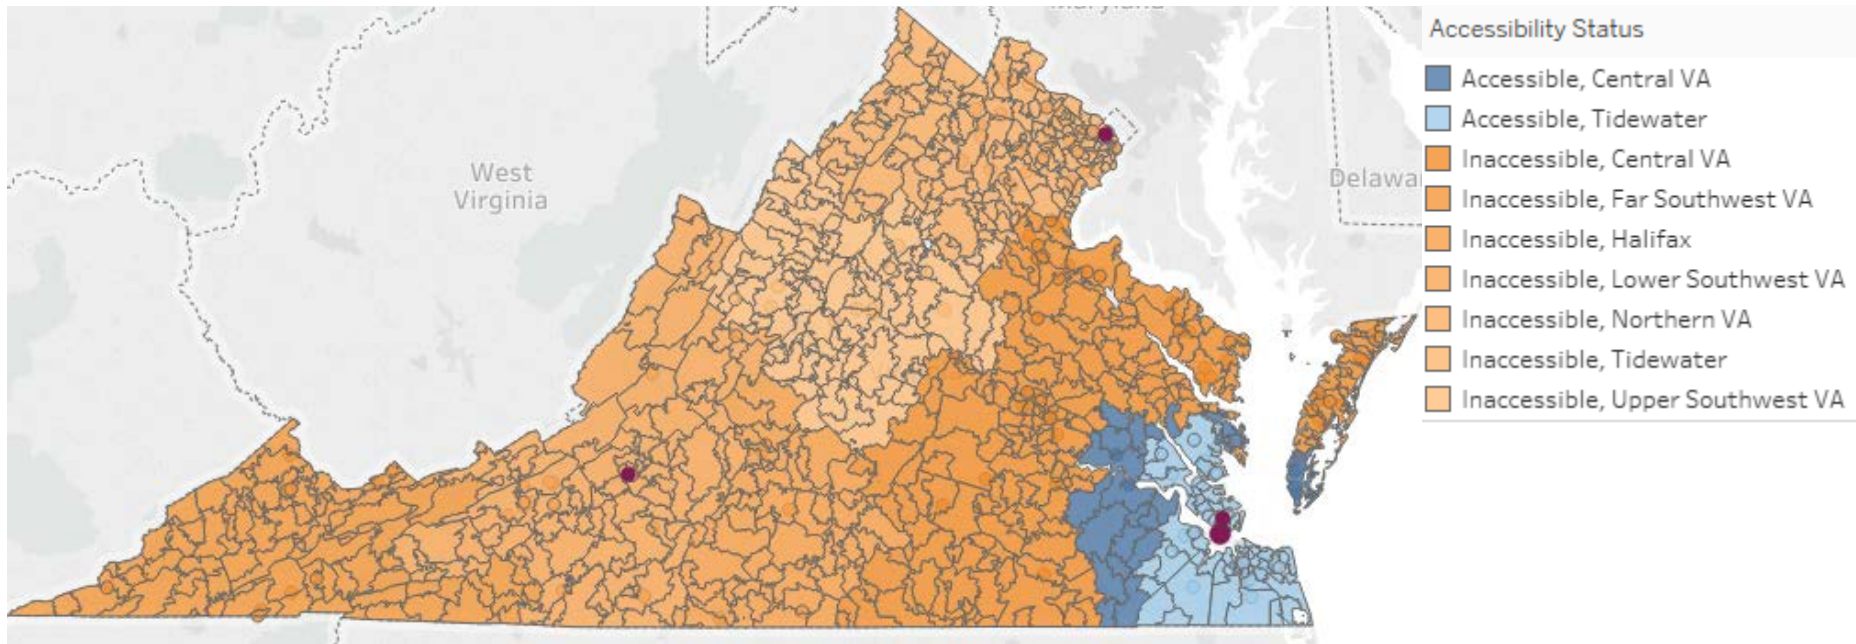 Maryland
West
Virginia
Delawa
Accessibility Status
Accessible, Central VA
Accessible, Tidewater
Inaccessible, Central VA
Inaccessible, Far Southwest VA
Inaccessible, Halifax
Inaccessible, Lower Southwest VA
Inaccessible, Northern VA
Inaccessible, Tidewater
Inaccessible, Upper Southwest VA